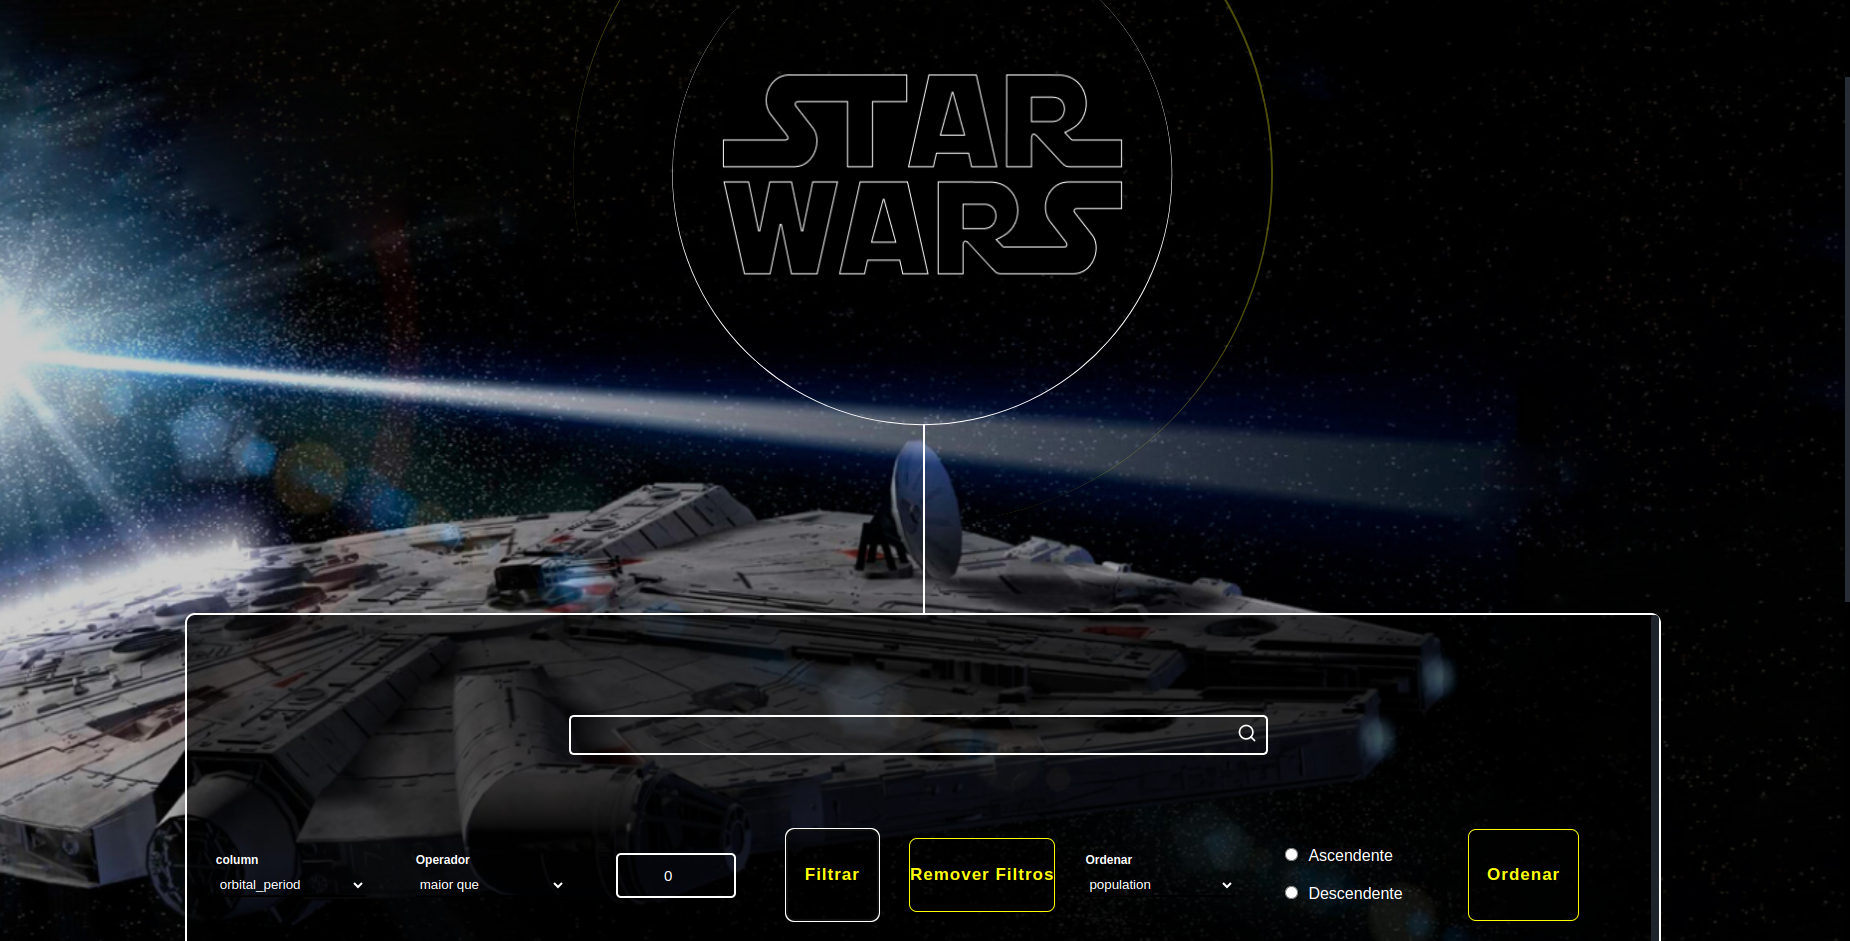 STAR
WARS
column
orbital_period
Operador
maior que
0
Filtrar
Remover Filtros
Ordenar
population
Ascendente
Descendente
Ordenar